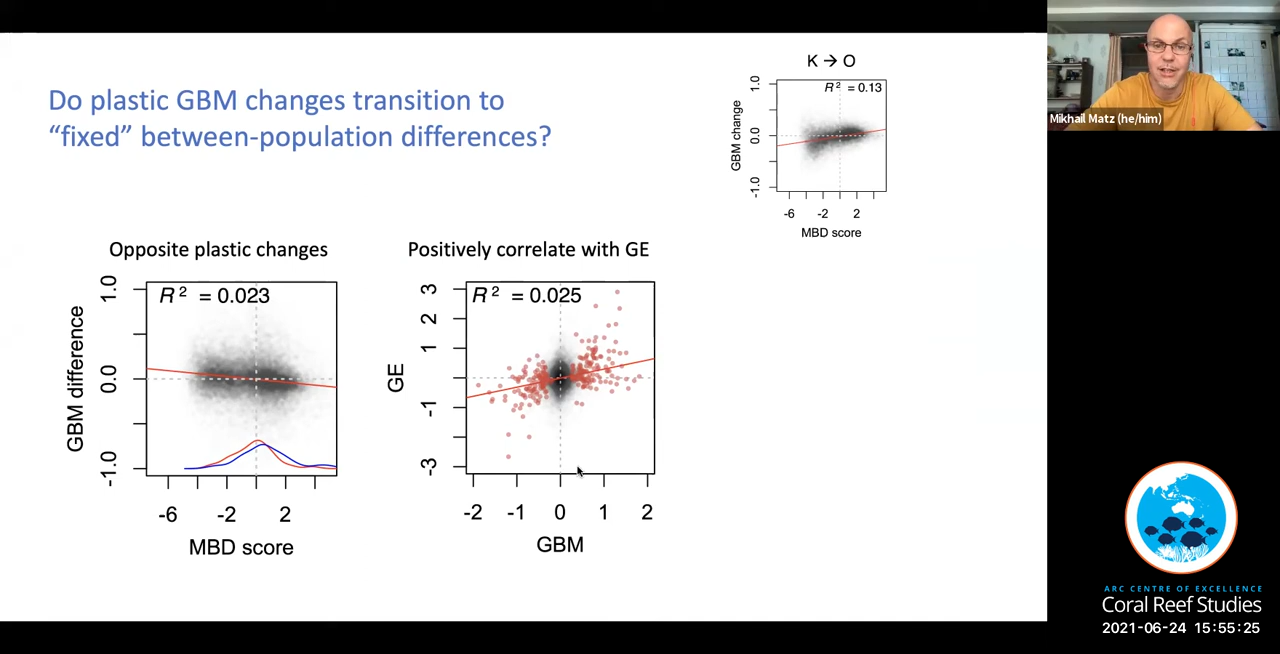 Do plastic GBM changes transition to
“fixed” between-population differences?
K → O
R² = 0.13
GBM change
1.0
0.0
-1.0
-6 -2 2
MBD score
Mikhail Matz (he/him)
Opposite plastic changes
R² = 0.023
GBM difference
1.0
0.0
-1.0
-6 -2 2
MBD score
Positively correlate with GE
R² = 0.025
GE
3
2
1
-1
-3
-2 -1 0 1 2
GBM
ARC CENTRE OF EXCELLENCE
Coral Reef Studies
2021-06-24 15:55:25